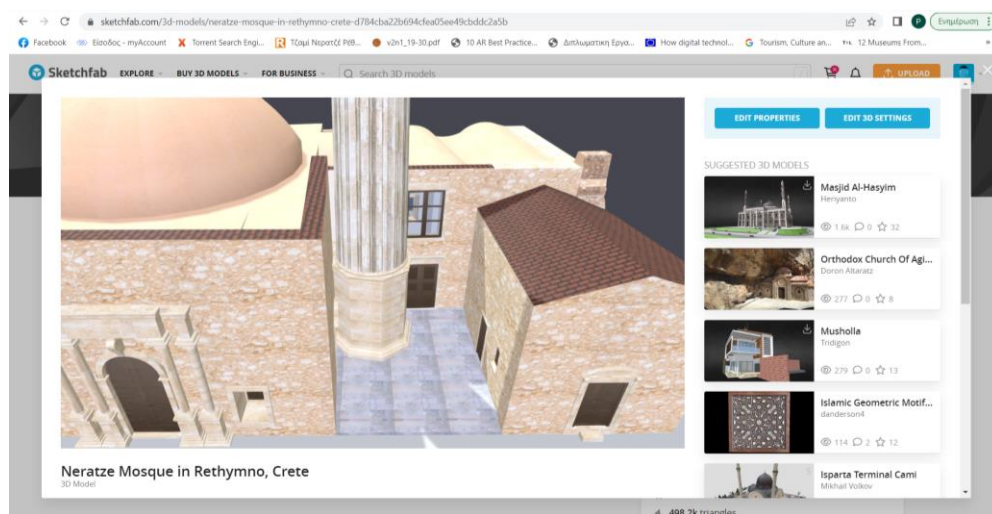 sketchfab.com/3d-models/neratze-mosque-in-rethymno-crete-d784cba22b694cfea05ee49cbddc2a5b
P
Ενημέρωση
Facebook
Είσοδος - myAccount
Torrent Search Engi...
Τζαμί Νερατζέ Ρέθ...
v2n1_19-30.pdf
10 AR Best Practice...
Διπλωματικη Εργα...
How digital technol...
Tourism, Culture an...
12 Museums From...
»
Sketchfab
EXPLORE
BUY 3D MODELS
FOR BUSINESS
Search 3D models
UPLOAD
EDIT PROPERTIES
EDIT 3D SETTINGS
SUGGESTED 3D MODELS
Masjid Al-Hasyim
Heriyanto
1.6k 0 32
Orthodox Church Of Agi...
Doron Altaratz
277 0 8
Musholla
Tridigon
279 0 13
Islamic Geometric Motif...
danderson4
114 2 12
Isparta Terminal Cami
Mikhail Volkov
Neratze Mosque in Rethymno, Crete
3D Model
498.2k triangles